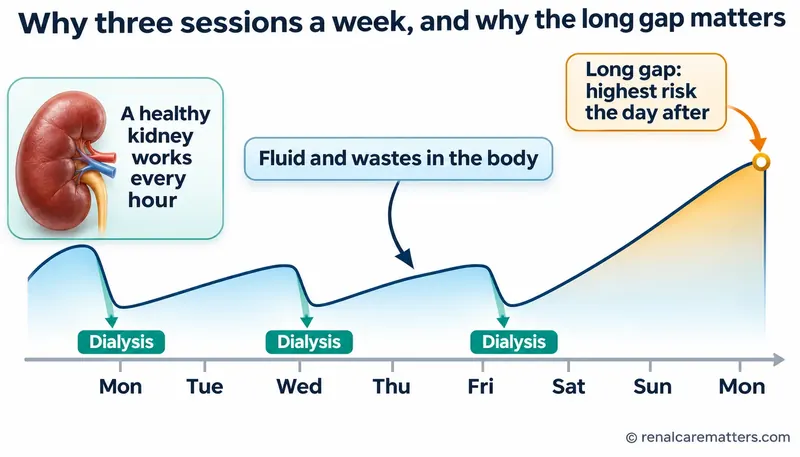 Why three sessions a week, and why the long gap matters
A healthy
kidney
works
every
hour
Fluid and wastes in the body
Long gap:
highest risk
the day after
Dialysis
Dialysis
Dialysis
Mon
Tue
Wed
Thu
Fri
Sat
Sun
Mon
© renalcarematters.com